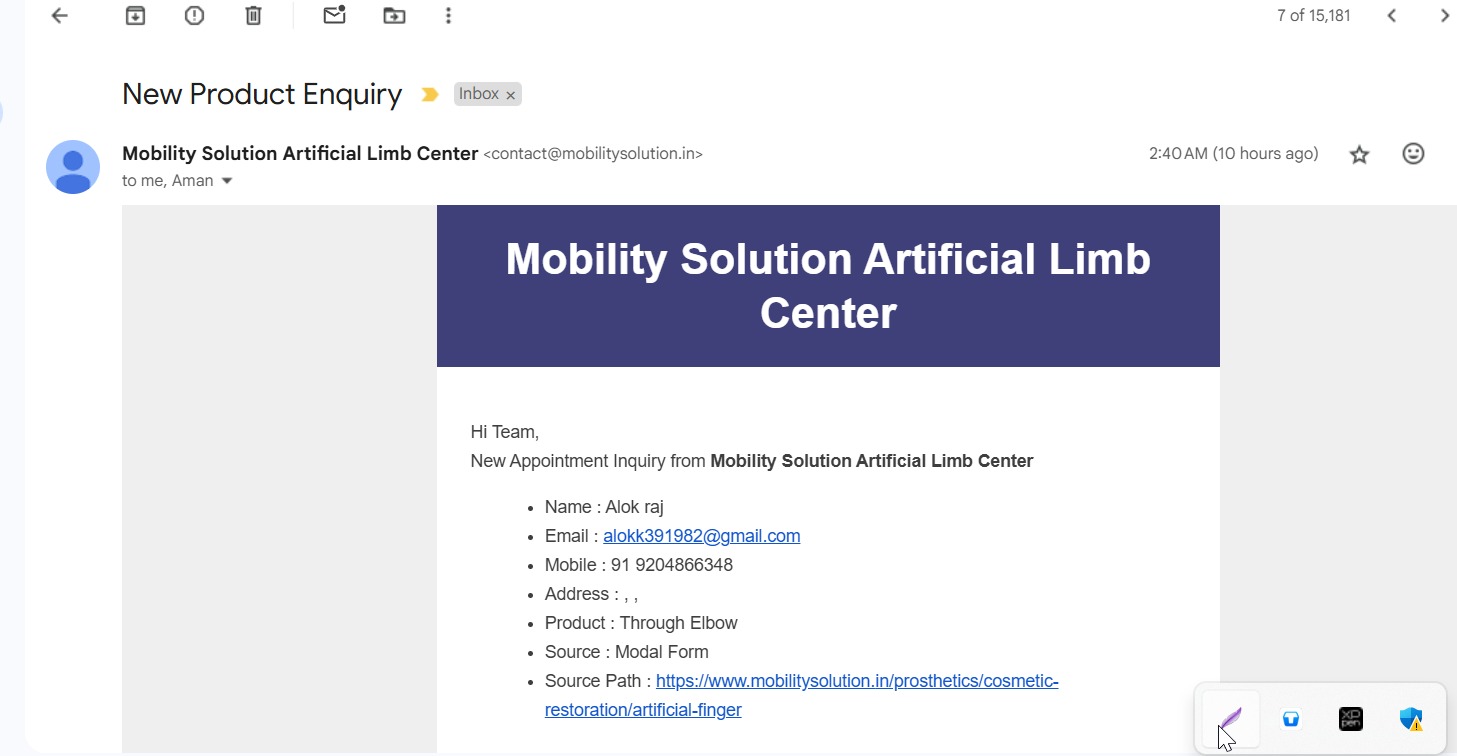 7 of 15,181
New Product Enquiry
Inbox ×
Mobility Solution Artificial Limb Center <contact@mobilitysolution.in>
2:40 AM (10 hours ago)
to me, Aman
Mobility Solution Artificial Limb
Center
Hi Team,
New Appointment Inquiry from Mobility Solution Artificial Limb Center
• Name : Alok raj
• Email : alokk391982@gmail.com
• Mobile : 91 9204866348
• Address : , ,
• Product : Through Elbow
• Source : Modal Form
• Source Path : https://www.mobilitysolution.in/prosthetics/cosmetic-
restoration/artificial-finger
XP
pen